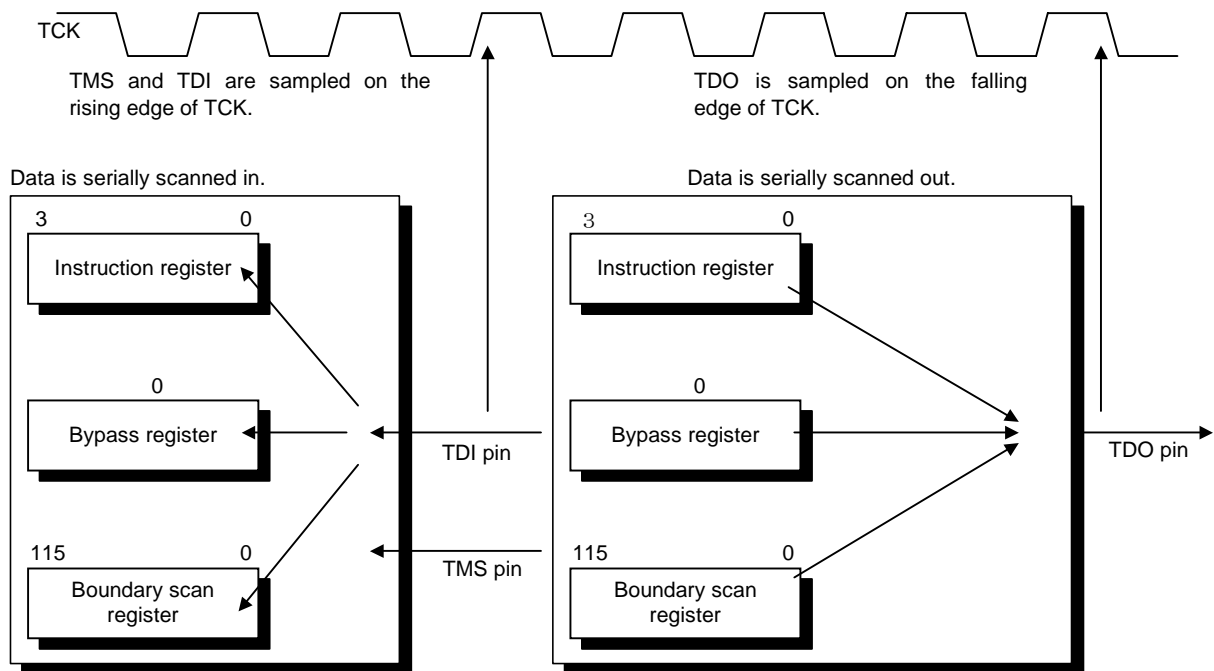 TCK
TMS and TDI are sampled on the
rising edge of TCK.
TDO is sampled on the falling
edge of TCK.
Data is serially scanned in.
3 0
Instruction register
0
Bypass register
115 0
Boundary scan
register
TDI pin
TMS pin
Data is serially scanned out.
3 0
Instruction register
0
Bypass register
115 0
Boundary scan
register
TDO pin